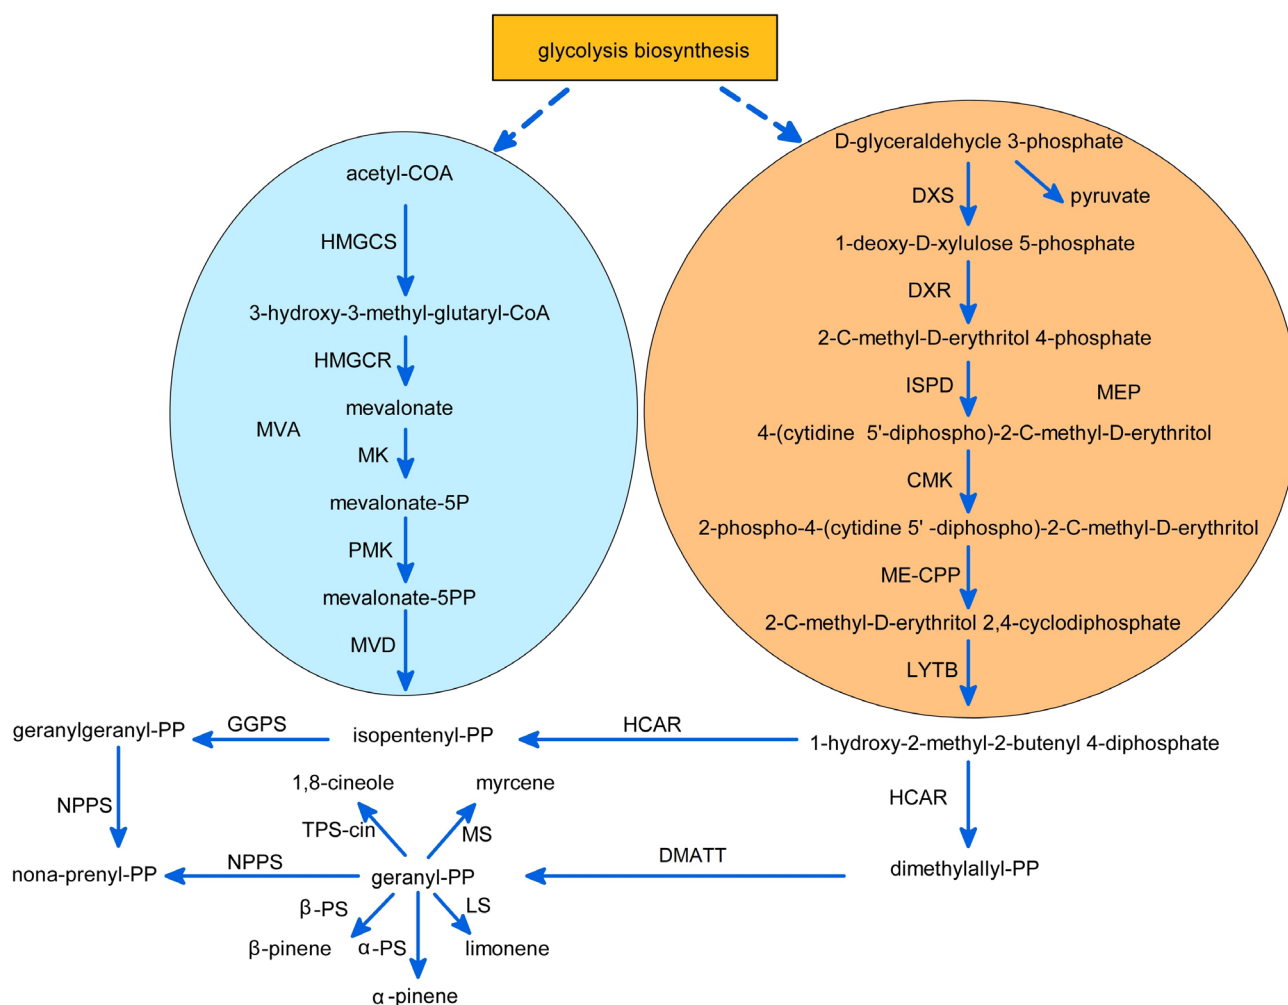 glycolysis biosynthesis
acetyl-COA
HMGCS
3-hydroxy-3-methyl-glutaryl-CoA
HMGCR
mevalonate
MVA
MK
mevalonate-5P
PMK
mevalonate-5PP
MVD
D-glyceraldehycle 3-phosphate
DXS
pyruvate
1-deoxy-D-xylulose 5-phosphate
DXR
2-C-methyl-D-erythritol 4-phosphate
ISPD
MEP
4-(cytidine 5'-diphospho)-2-C-methyl-D-erythritol
CMK
2-phospho-4-(cytidine 5' -diphospho)-2-C-methyl-D-erythritol
ME-CPP
2-C-methyl-D-erythritol 2,4-cyclodiphosphate
LYTB
geranylgeranyl-PP
GGPS
isopentenyl-PP
HCAR
1-hydroxy-2-methyl-2-butenyl 4-diphosphate
1,8-cineole
myrcene
NPPS
HCAR
TPS-cin
MS
nona-prenyl-PP
NPPS
geranyl-PP
DMATT
dimethylallyl-PP
β-PS
LS
β-pinene
α-PS
limonene
α-pinene